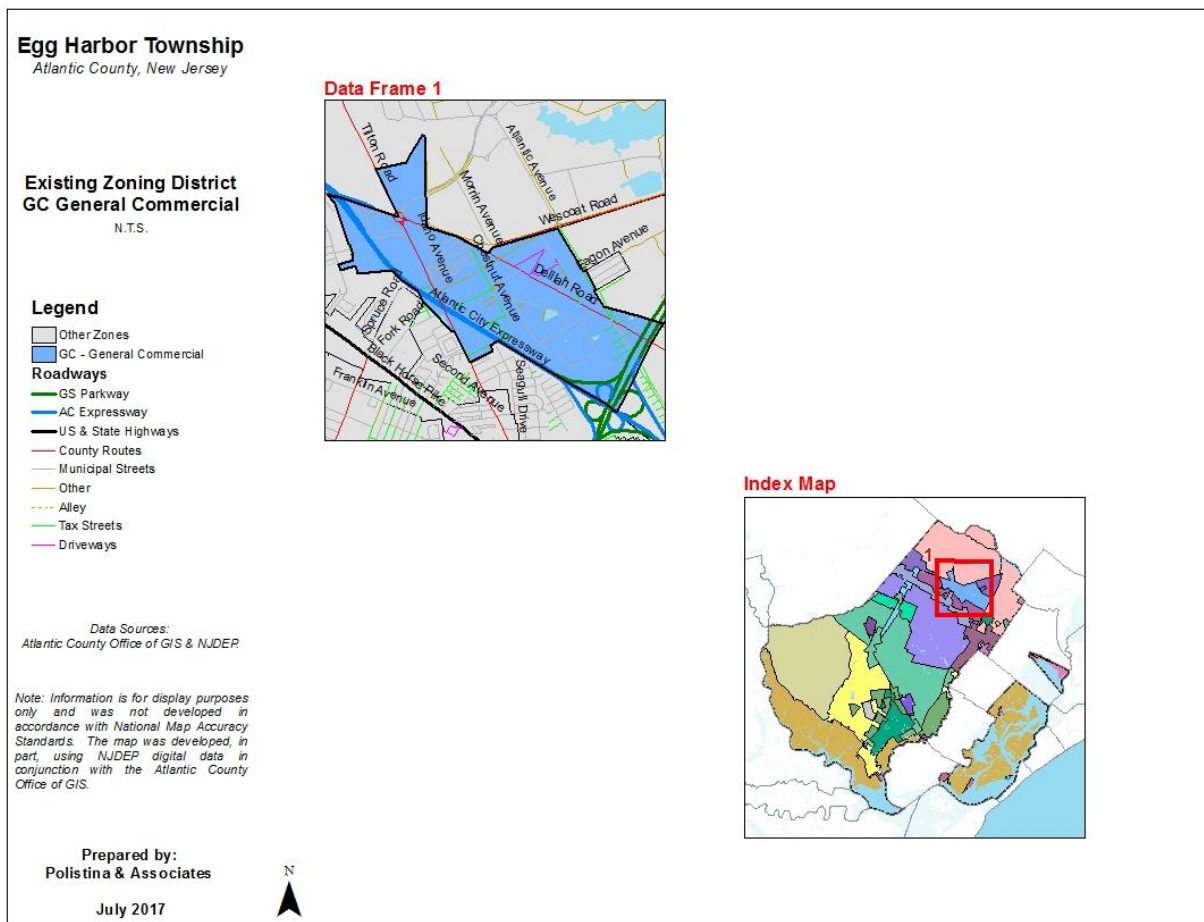 Egg Harbor Township
Atlantic County, New Jersey
Existing Zoning District
GC General Commercial
N.T.S.
Legend
Other Zones
GC - General Commercial
Roadways
GS Parkway
AC Expressway
US & State Highways
County Routes
Municipal Streets
Other
Alley
Tax Streets
Driveways
Data Sources:
Atlantic County Office of GIS & NJDEP.
Note: Information is for display purposes
only and was not developed in
accordance with National Map Accuracy
Standards. The map was developed, in
part, using NJDEP digital data in
conjunction with the Atlantic County
Office of GIS.
Prepared by:
Polistina & Associates
July 2017
N
Data Frame 1
Tilton Road
Atlantic Avenue
Morrin Avenue
Wescoat Road
Idaho Avenue
Chestnut Avenue
Delilah Road
Spruce Road
Fork Road
Atlantic City Expressway
Black Horse Pike
Second Avenue
Franklin Avenue
Seagull Drive
Index Map
1